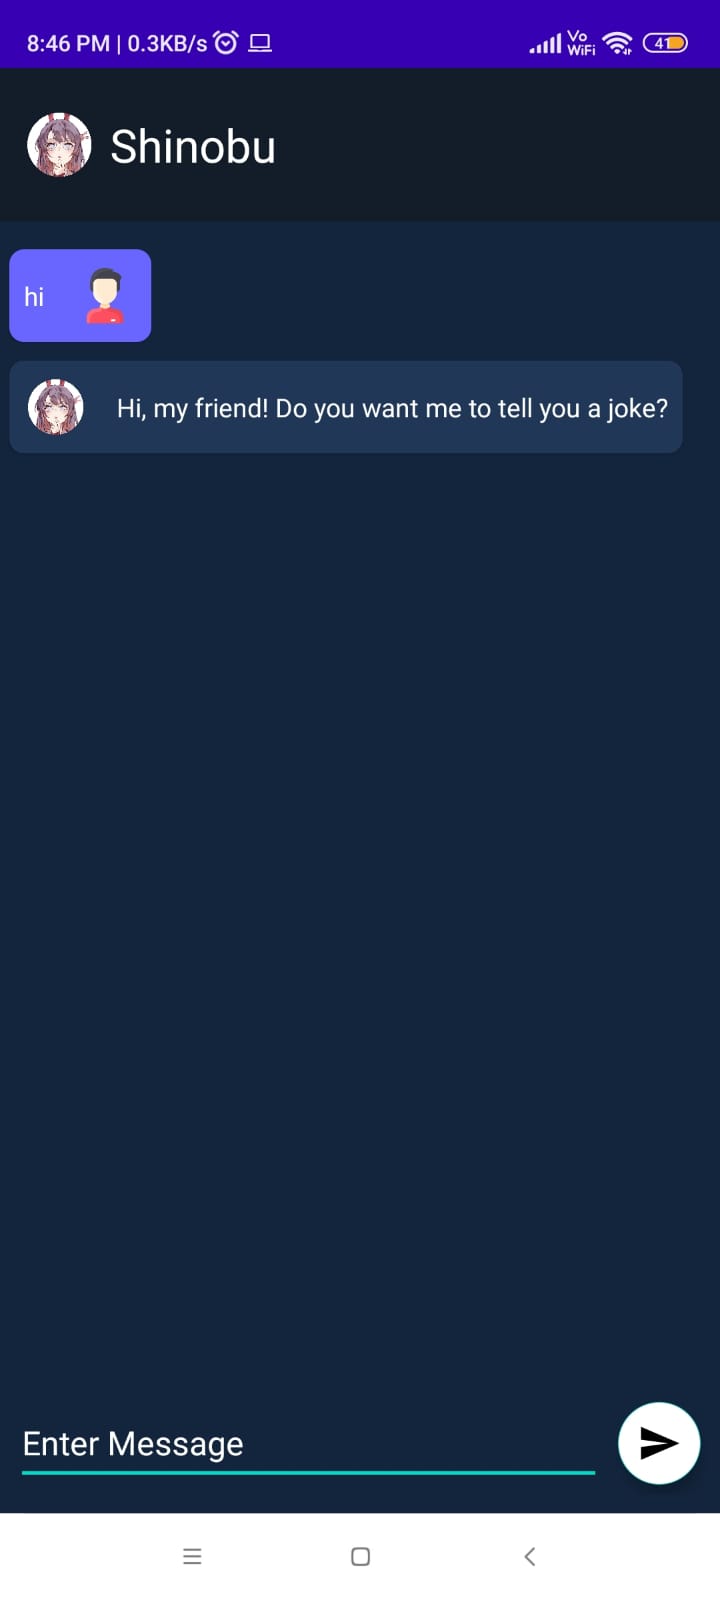 8:46 PM | 0.3KB/s Vo WiFi 41
Shinobu
hi
Hi, my friend! Do you want me to tell you a joke?
Enter Message